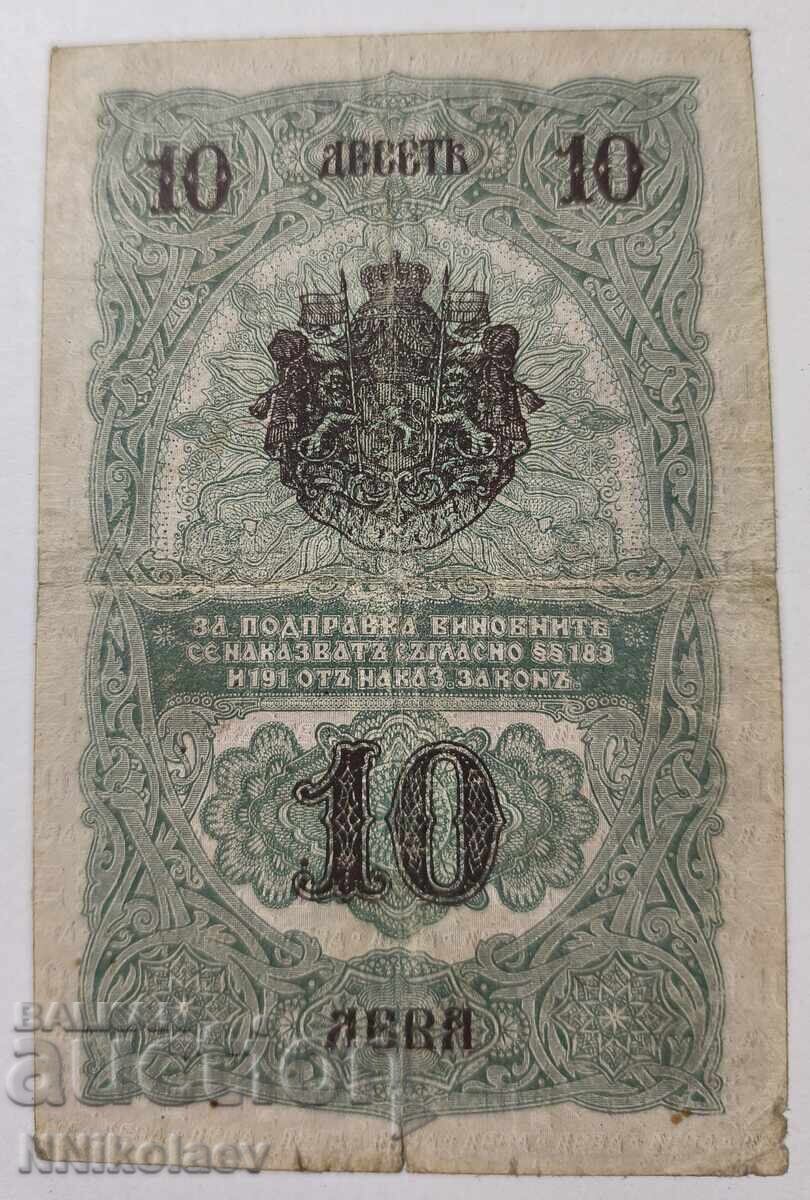 10 ДЕСЕТЬ 10
ЗА ПОДПРАВКА ВИНОВНИТѢ
СЕ НАКАЗВАТЪ СЪГЛАСНО §§183
И 191 ОТЪ НАКАЗ. ЗАКОНЪ.
10
ЛЕВА
BALKAN
auction
NNikolaev